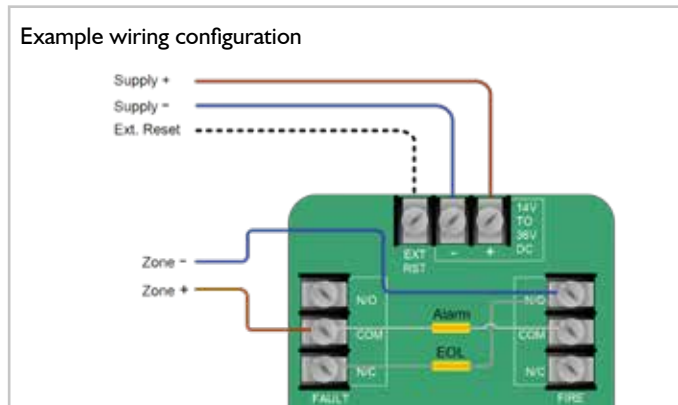 Example wiring configuration
Supply +
Supply -
Ext. Reset
14V
TO
36V
DC
EXT
RST
-
+
Zone -
Zone +
N/O
COM
N/C
FAULT
Alarm
EOL
N/O
COM
N/C
FIRE